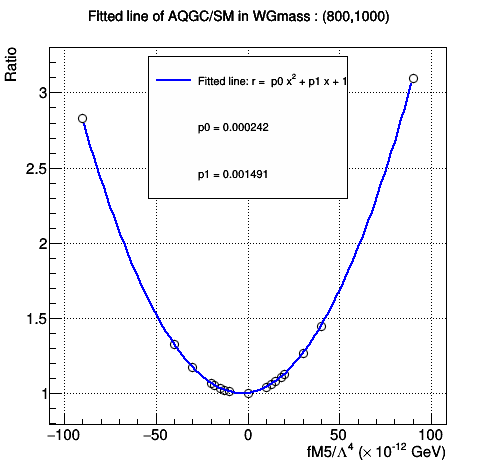 Fitted line of AQGC/SM in WGmass : (800,1000)
Ratio
Fitted line: r = p0 x² + p1 x + 1
p0 = 0.000242
p1 = 0.001491
3
2.5
2
1.5
1
−100 −50 0 50 100
fM5/Λ⁴ (× 10⁻¹² GeV)